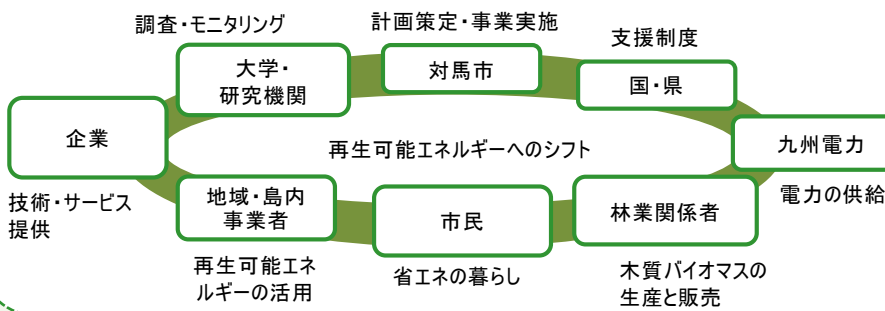 調査・モニタリング
計画策定・事業実施
支援制度
大学・
研究機関
対馬市
国・県
企業
再生可能エネルギーへのシフト
九州電力
技術・サービス
提供
地域・島内
事業者
市民
林業関係者
電力の供給
再生可能エネ
ルギーの活用
省エネの暮らし
木質バイオマスの
生産と販売